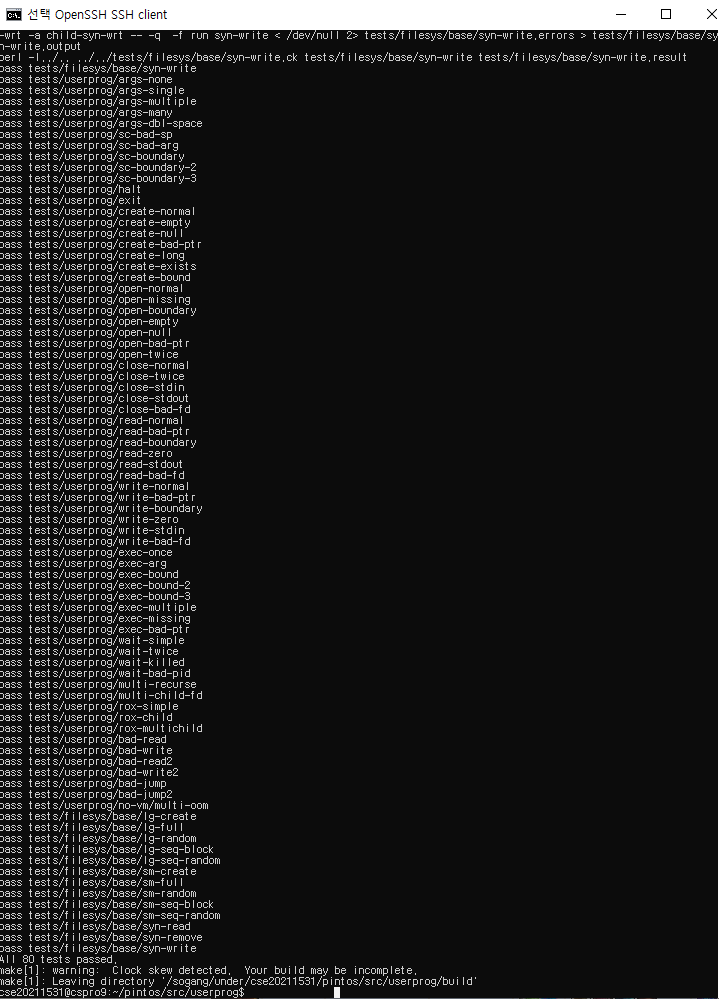 선택 OpenSSH SSH client
-wrt -a child-syn-wrt -- -q  -f run syn-write < /dev/null 2> tests/filesys/base/syn-write.errors > tests/filesys/base/sy
n-write.output
perl -I../.. ../../tests/filesys/base/syn-write.ck tests/filesys/base/syn-write tests/filesys/base/syn-write.result
pass tests/filesys/base/syn-write
pass tests/userprog/args-none
pass tests/userprog/args-single
pass tests/userprog/args-multiple
pass tests/userprog/args-many
pass tests/userprog/args-dbl-space
pass tests/userprog/sc-bad-sp
pass tests/userprog/sc-bad-arg
pass tests/userprog/sc-boundary
pass tests/userprog/sc-boundary-2
pass tests/userprog/sc-boundary-3
pass tests/userprog/halt
pass tests/userprog/exit
pass tests/userprog/create-normal
pass tests/userprog/create-empty
pass tests/userprog/create-null
pass tests/userprog/create-bad-ptr
pass tests/userprog/create-long
pass tests/userprog/create-exists
pass tests/userprog/create-bound
pass tests/userprog/open-normal
pass tests/userprog/open-missing
pass tests/userprog/open-boundary
pass tests/userprog/open-empty
pass tests/userprog/open-null
pass tests/userprog/open-bad-ptr
pass tests/userprog/open-twice
pass tests/userprog/close-normal
pass tests/userprog/close-twice
pass tests/userprog/close-stdin
pass tests/userprog/close-stdout
pass tests/userprog/close-bad-fd
pass tests/userprog/read-normal
pass tests/userprog/read-bad-ptr
pass tests/userprog/read-boundary
pass tests/userprog/read-zero
pass tests/userprog/read-stdout
pass tests/userprog/read-bad-fd
pass tests/userprog/write-normal
pass tests/userprog/write-bad-ptr
pass tests/userprog/write-boundary
pass tests/userprog/write-zero
pass tests/userprog/write-stdin
pass tests/userprog/write-bad-fd
pass tests/userprog/exec-once
pass tests/userprog/exec-arg
pass tests/userprog/exec-bound
pass tests/userprog/exec-bound-2
pass tests/userprog/exec-bound-3
pass tests/userprog/exec-multiple
pass tests/userprog/exec-missing
pass tests/userprog/exec-bad-ptr
pass tests/userprog/wait-simple
pass tests/userprog/wait-twice
pass tests/userprog/wait-killed
pass tests/userprog/wait-bad-pid
pass tests/userprog/multi-recurse
pass tests/userprog/multi-child-fd
pass tests/userprog/rox-simple
pass tests/userprog/rox-child
pass tests/userprog/rox-multichild
pass tests/userprog/bad-read
pass tests/userprog/bad-write
pass tests/userprog/bad-read2
pass tests/userprog/bad-write2
pass tests/userprog/bad-jump
pass tests/userprog/bad-jump2
pass tests/userprog/no-vm/multi-oom
pass tests/filesys/base/lg-create
pass tests/filesys/base/lg-full
pass tests/filesys/base/lg-random
pass tests/filesys/base/lg-seq-block
pass tests/filesys/base/lg-seq-random
pass tests/filesys/base/sm-create
pass tests/filesys/base/sm-full
pass tests/filesys/base/sm-random
pass tests/filesys/base/sm-seq-block
pass tests/filesys/base/sm-seq-random
pass tests/filesys/base/syn-read
pass tests/filesys/base/syn-remove
pass tests/filesys/base/syn-write
All 80 tests passed.
make[1]: warning:  Clock skew detected.  Your build may be incomplete.
make[1]: Leaving directory '/sogang/under/cse20211531/pintos/src/userprog/build'
cse20211531@cspro9:~/pintos/src/userprog$